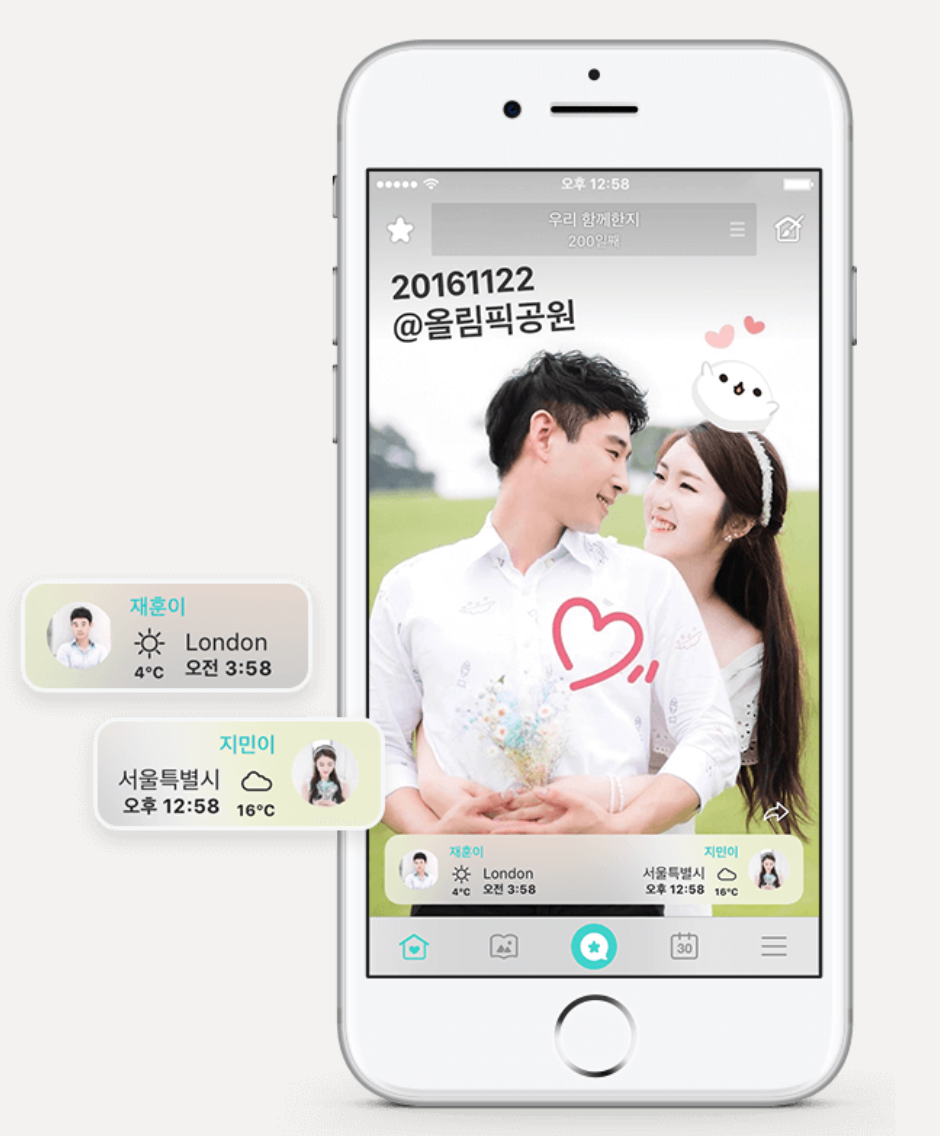 오후 12:58
우리 함께한지
200일째
20161122
@올림픽공원
재훈이
London
4°C 오전 3:58
지민이
서울특별시
오후 12:58 16°C
재훈이
지민이
London
서울특별시
4°C 오전 3:58
오후 12:58 16°C
30